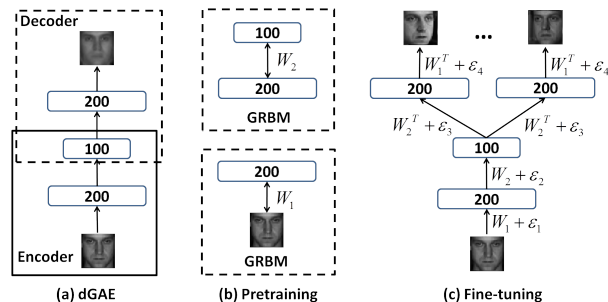 Decoder
200
100
200
Encoder
(a) dGAE
100
W₂
200
GRBM
200
W₁
GRBM
(b) Pretraining
...
W₁ᵀ + ε₄
W₁ᵀ + ε₄
200
200
W₂ᵀ + ε₃
W₂ᵀ + ε₃
100
W₂ + ε₂
200
W₁ + ε₁
(c) Fine-tuning